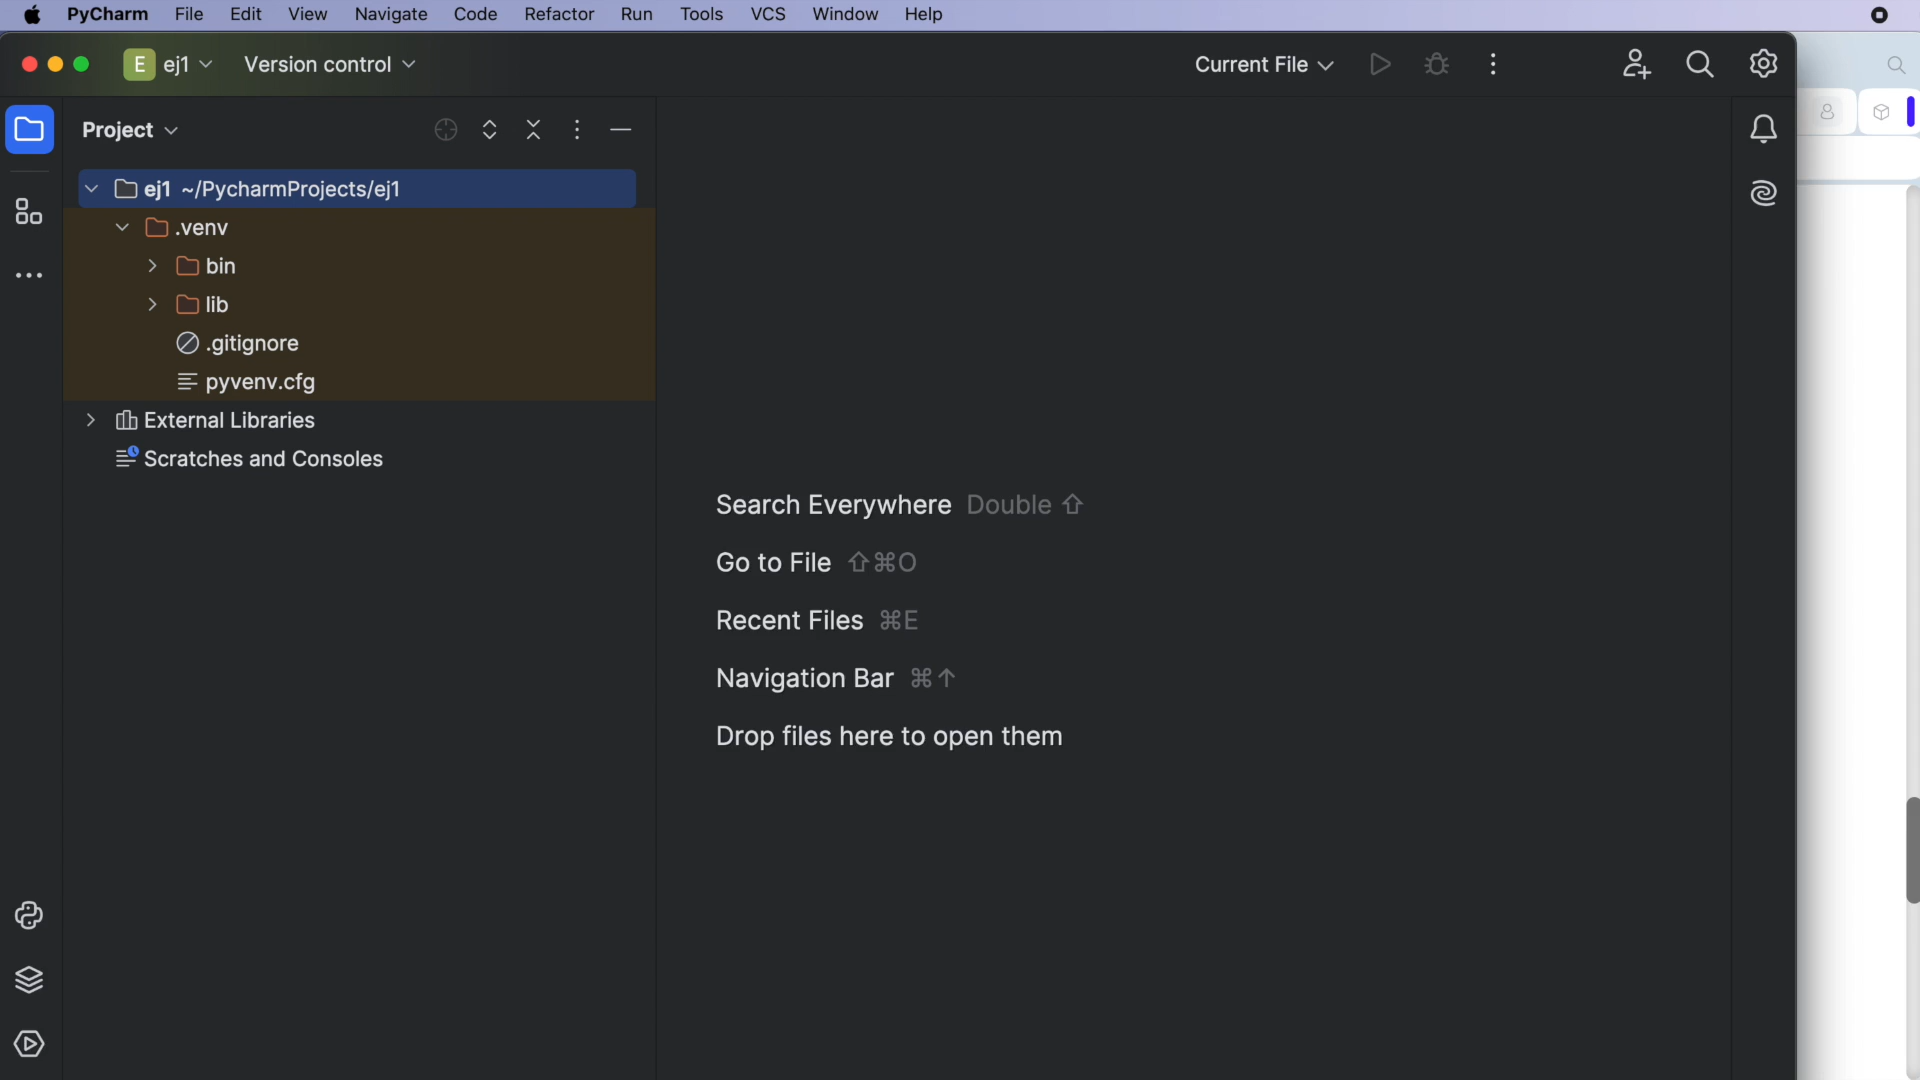 PyCharm File Edit View Navigate Code Refactor Run Tools VCS Window Help
E ej1 Version control Current File
Project
ej1 ~/PycharmProjects/ej1
.venv
bin
lib
.gitignore
pyvenv.cfg
External Libraries
Scratches and Consoles
Search Everywhere Double ⇧
Go to File ⇧⌘O
Recent Files ⌘E
Navigation Bar ⌘↑
Drop files here to open them